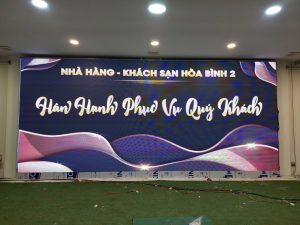 NHÀ HÀNG - KHÁCH SẠN HÒA BÌNH 2
Hân Hạnh Phục Vụ Quý Khách